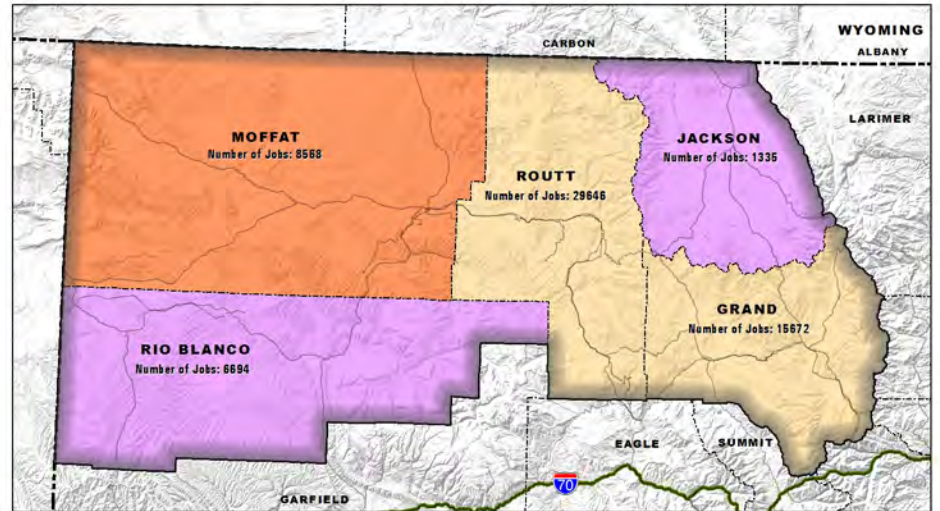 WYOMING
CARBON
ALBANY
LARIMER
MOFFAT
Number of Jobs: 8568
JACKSON
Number of Jobs: 1335
ROUTT
Number of Jobs: 29646
GRAND
Number of Jobs: 15672
RIO BLANCO
Number of Jobs: 6694
EAGLE
SUMMIT
GARFIELD
70